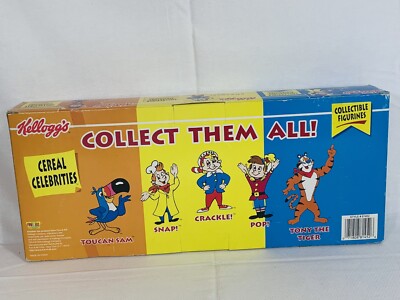 Kellogg's
COLLECT THEM ALL!
COLLECTIBLE
FIGURINES
CEREAL
CELEBRITIES
TOUCAN SAM
SNAP!
CRACKLE!
POP!
TONY THE
TIGER